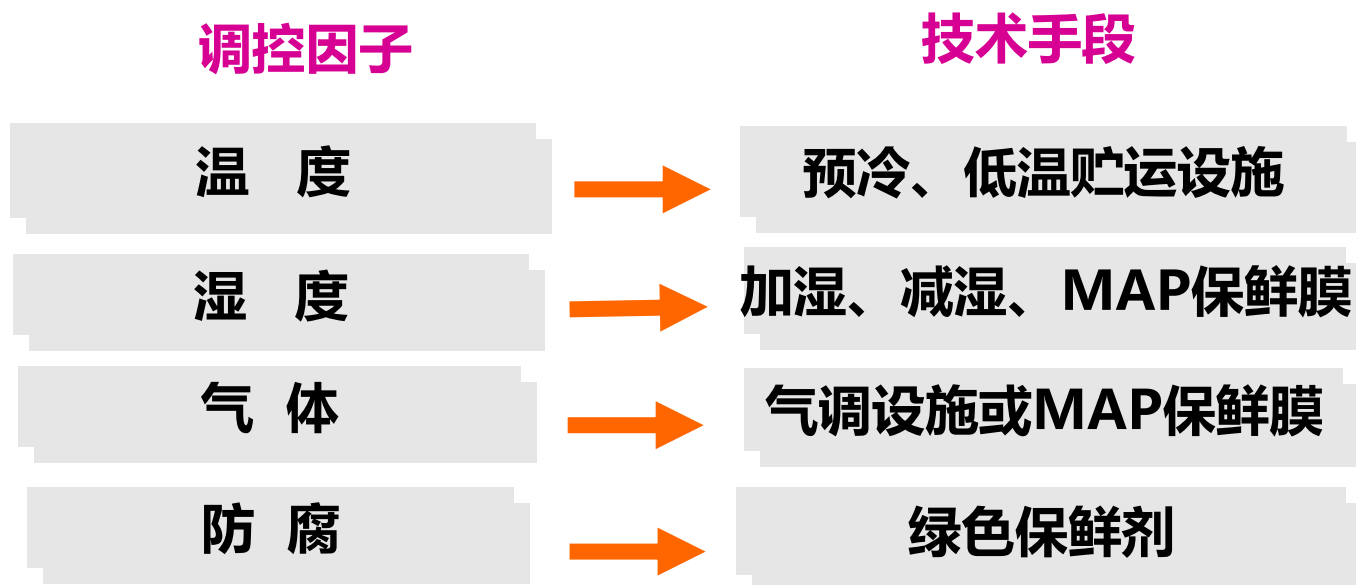 调控因子 技术手段
温 度 预冷、低温贮运设施
湿 度 加湿、减湿、MAP保鲜膜
气 体 气调设施或MAP保鲜膜
防 腐 绿色保鲜剂